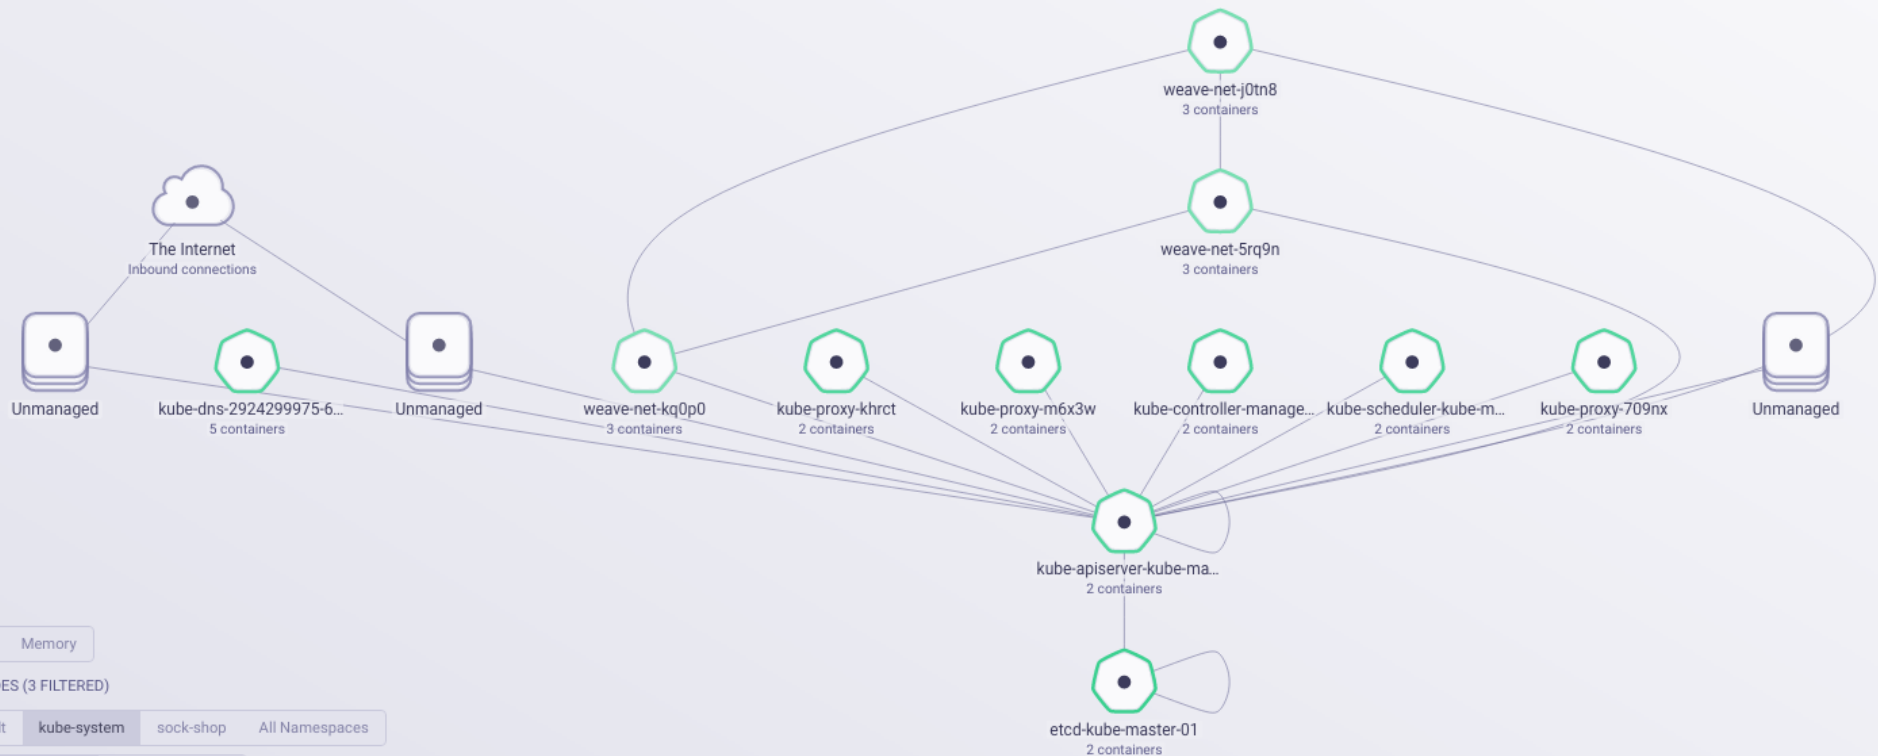 weave-net-j0tn8
3 containers
The Internet
Inbound connections
weave-net-5rq9n
3 containers
Unmanaged
kube-dns-2924299975-6...
5 containers
Unmanaged
weave-net-kq0p0
3 containers
kube-proxy-khrct
2 containers
kube-proxy-m6x3w
2 containers
kube-controller-manage...
2 containers
kube-scheduler-kube-m...
2 containers
kube-proxy-709nx
2 containers
Unmanaged
kube-apiserver-kube-ma...
2 containers
Memory
ES (3 FILTERED)
lt kube-system sock-shop All Namespaces
etcd-kube-master-01
2 containers